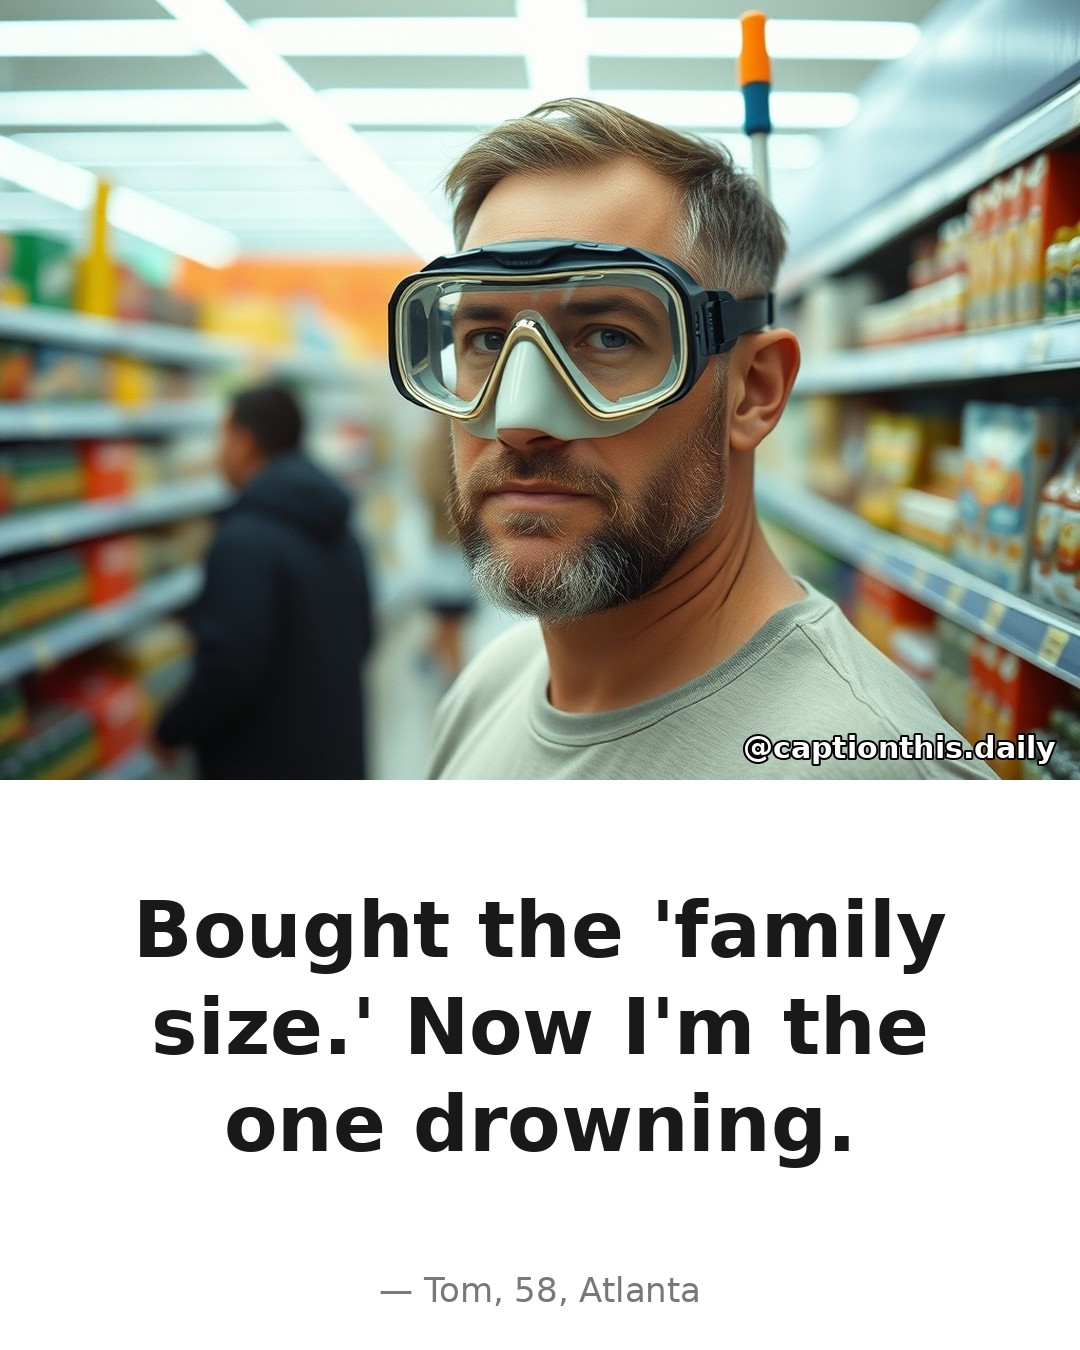 @captionthis.daily
Bought the 'family
size.' Now I'm the
one drowning.
— Tom, 58, Atlanta